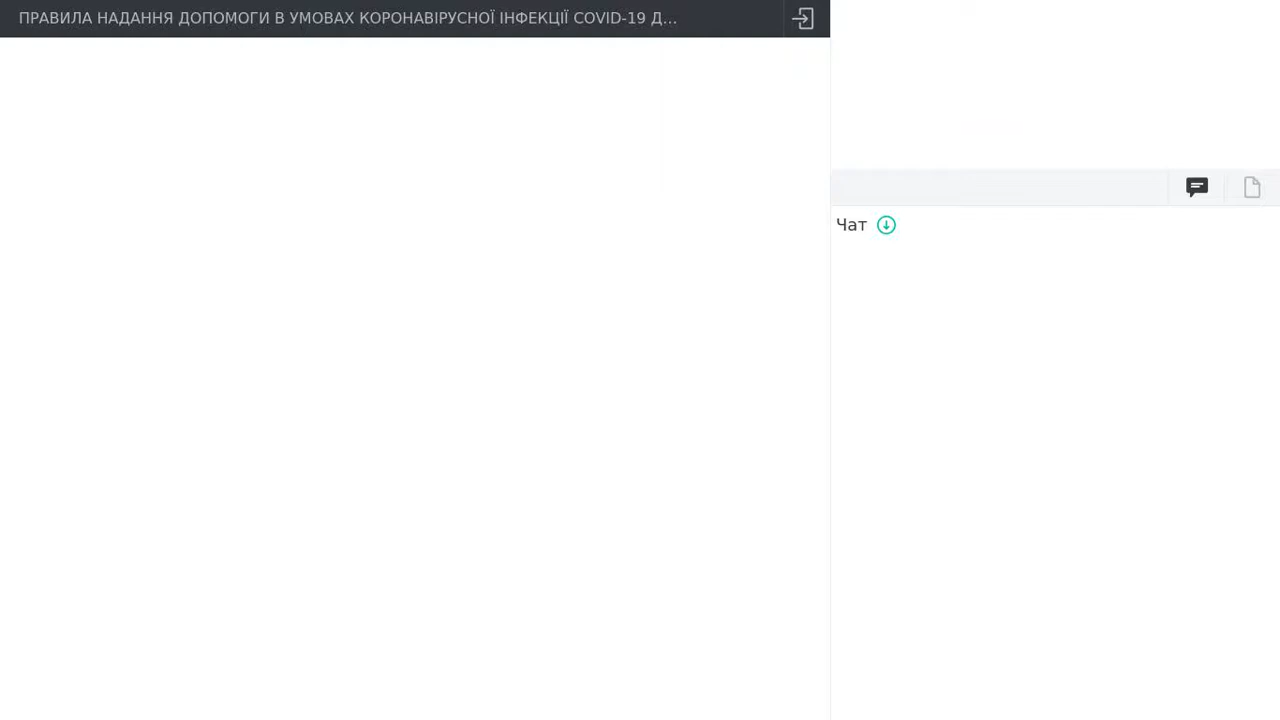 ПРАВИЛА НАДАННЯ ДОПОМОГИ В УМОВАХ КОРОНАВІРУСНОЇ ІНФЕКЦІЇ COVID-19 Д...
Чат